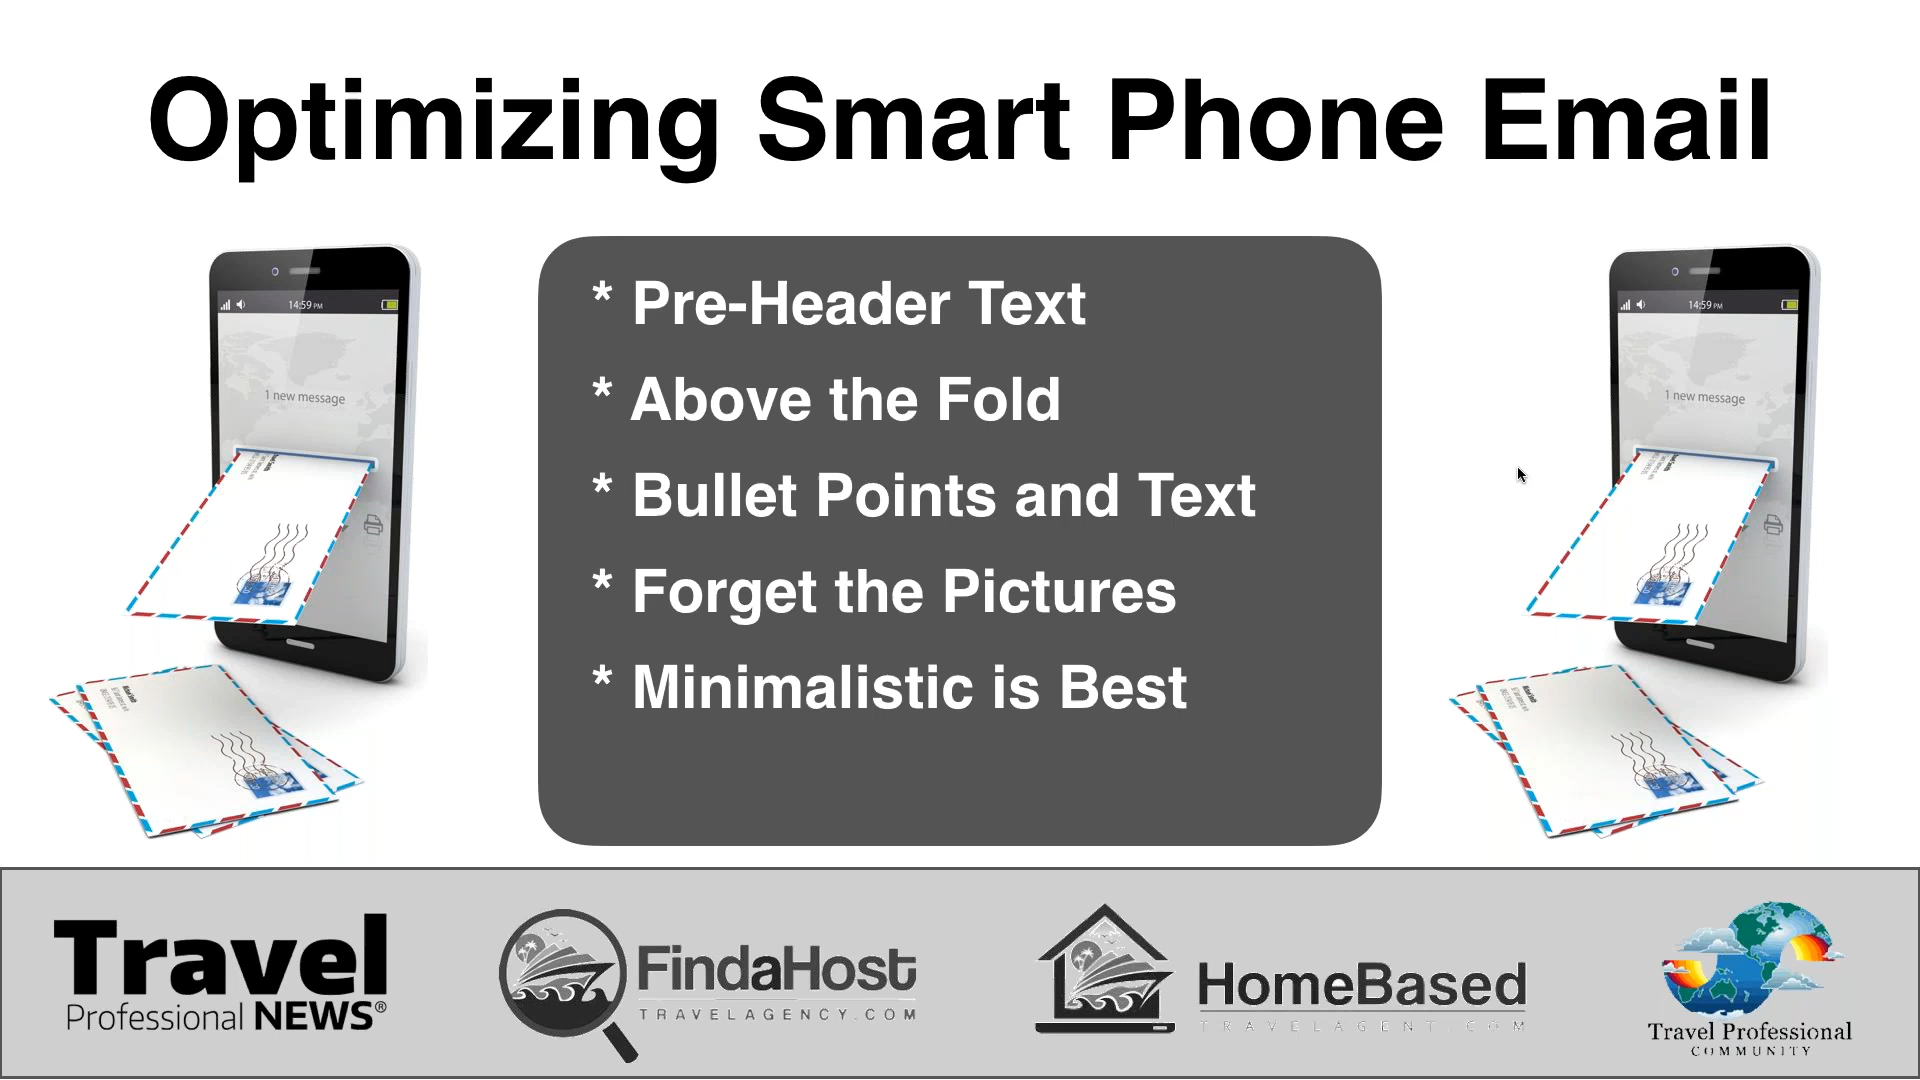 Optimizing Smart Phone Email
14:59 PM
1 new message
* Pre-Header Text
* Above the Fold
* Bullet Points and Text
* Forget the Pictures
* Minimalistic is Best
14:59 PM
1 new message
Travel
Professional NEWS®
FindaHost
TRAVELAGENCY.COM
HomeBased
TRAVELAGENT.COM
Travel Professional
COMMUNITY